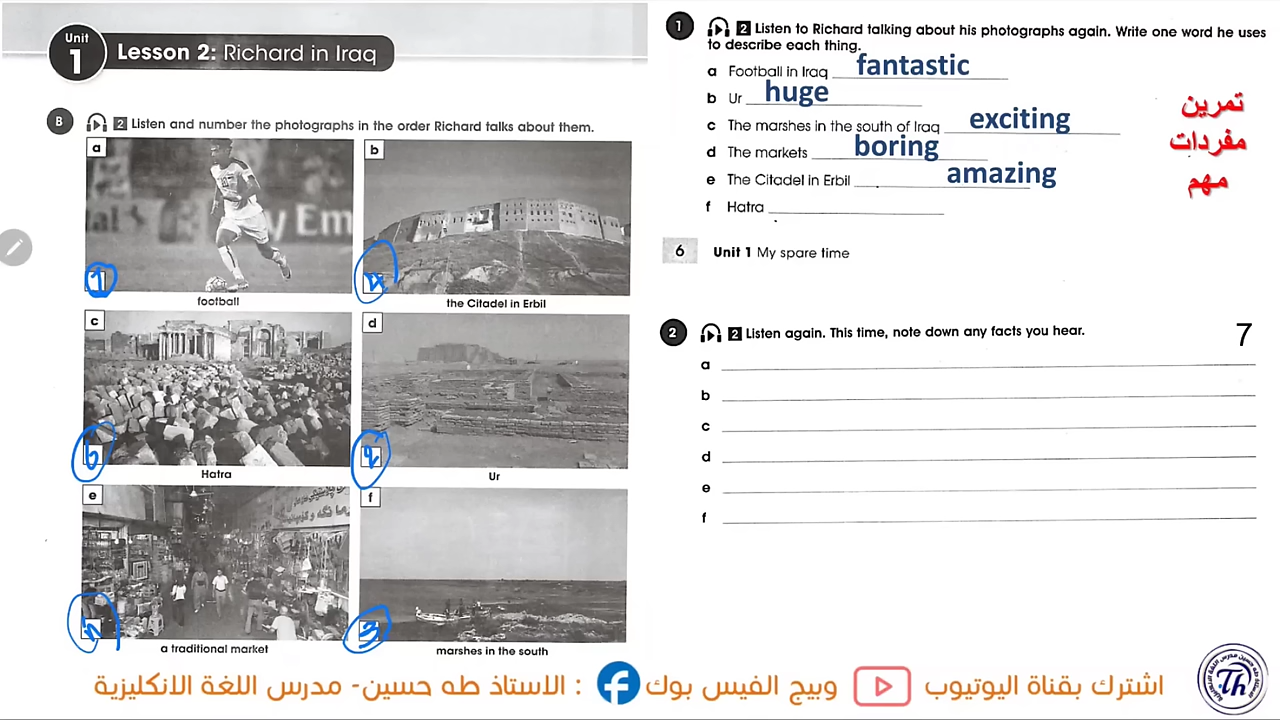 Unit
1
Lesson 2: Richard in Iraq
B 2 Listen and number the photographs in the order Richard talks about them.
a
b
1
football
the Citadel in Erbil
c
d
Hatra
Ur
e
f
3
a traditional market
marshes in the south
1 2 Listen to Richard talking about his photographs again. Write one word he uses
to describe each thing.
a Football in Iraq fantastic
b Ur huge
c The marshes in the south of Iraq exciting
d The markets boring
e The Citadel in Erbil amazing
f Hatra
تمرين
مفردات
مهم
6 Unit 1 My spare time
2 2 Listen again. This time, note down any facts you hear. 7
a
b
c
d
e
f
اشترك بقناة اليوتيوب وبيج الفيس بوك : الاستاذ طه حسين- مدرس اللغة الانكليزية
Th